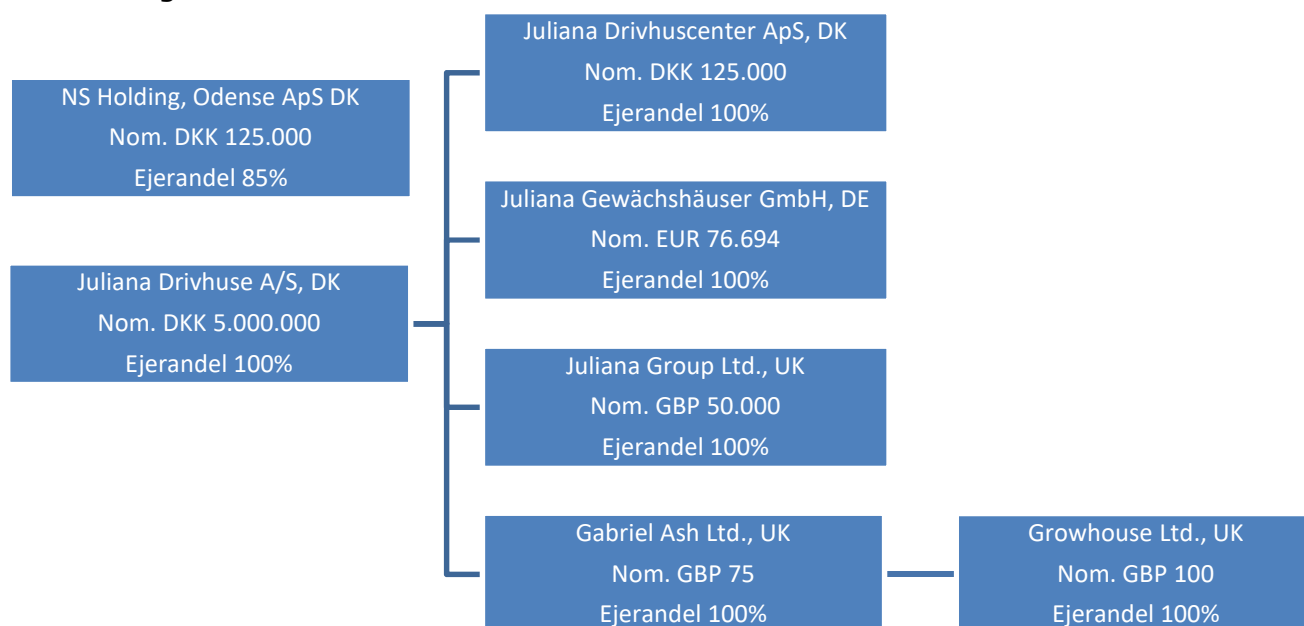 Juliana Drivhuscenter ApS, DK
Nom. DKK 125.000
Ejerandel 100%
NS Holding, Odense ApS DK
Nom. DKK 125.000
Ejerandel 85%
Juliana Gewächshäuser GmbH, DE
Nom. EUR 76.694
Ejerandel 100%
Juliana Drivhuse A/S, DK
Nom. DKK 5.000.000
Ejerandel 100%
Juliana Group Ltd., UK
Nom. GBP 50.000
Ejerandel 100%
Gabriel Ash Ltd., UK
Nom. GBP 75
Ejerandel 100%
Growhouse Ltd., UK
Nom. GBP 100
Ejerandel 100%